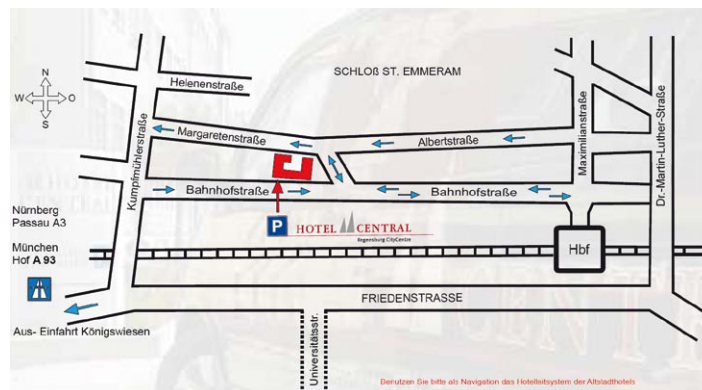 SCHLOß ST. EMMERAM
Helenenstraße
N
W
O
S
Margaretenstraße
Albertstraße
Maximilianstraße
Dr.-Martin-Luther-Straße
Kumpfmühlerstraße
Bahnhofstraße
Bahnhofstraße
Nürnberg
Passau A3
P
HOTEL CENTRAL
Regensburg CityCentre
München
Hof A 93
Hbf
FRIEDENSTRASSE
Aus- Einfahrt Königswiesen
Universitätsstr.
Benutzen Sie bitte als Navigation das Hotelleitsystem der Altstadthotels